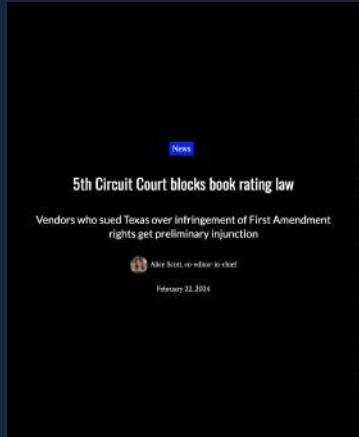 News
5th Circuit Court blocks book rating law
Vendors who sued Texas over infringement of First Amendment
rights get preliminary injunction
Alice Scott, co-editor-in-chief
February 22, 2024